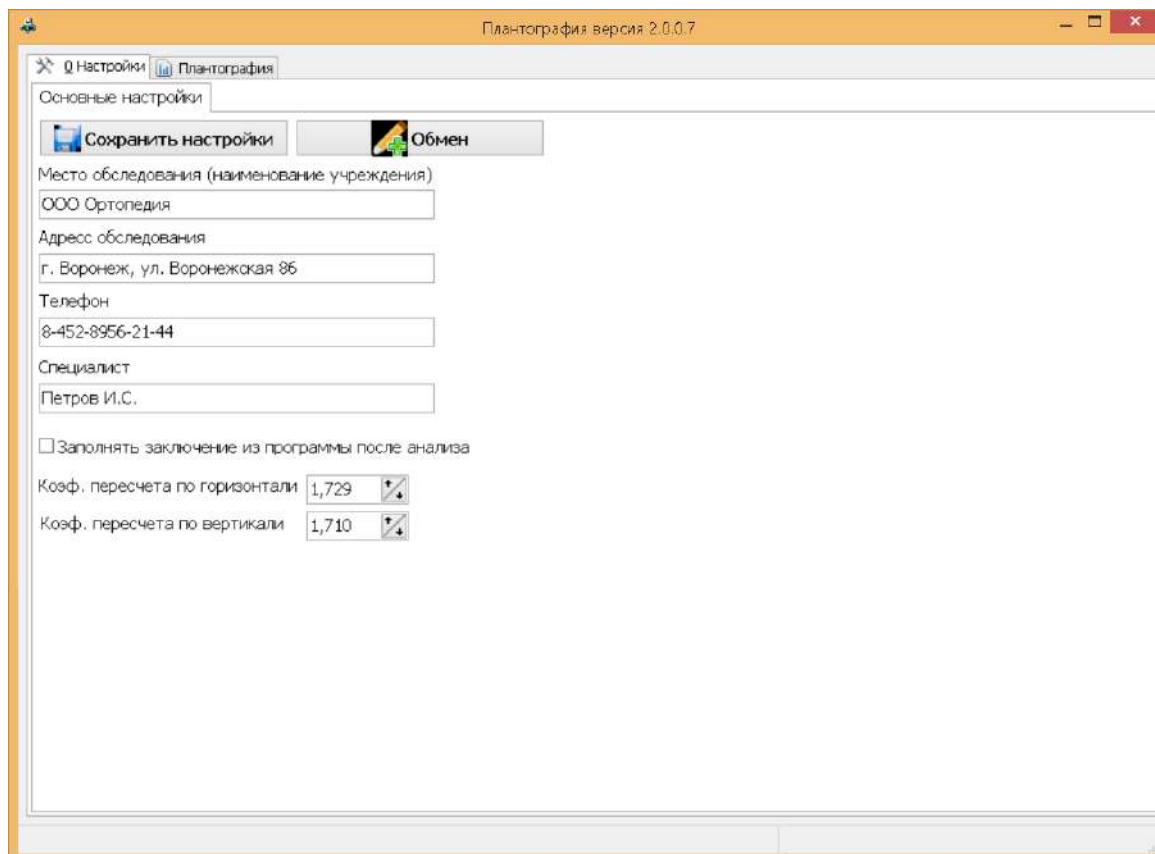 Плантография версия 2.0.0.7
0 Настройки Плантография
Основные настройки
Сохранить настройки Обмен
Место обследования (наименование учреждения)
ООО Ортопедия
Адресс обследования
г. Воронеж, ул. Воронежская 86
Телефон
8-452-8956-21-44
Специалист
Петров И.С.
Заполнять заключение из программы после анализа
Коэф. пересчета по горизонтали 1,729
Коэф. пересчета по вертикали 1,710